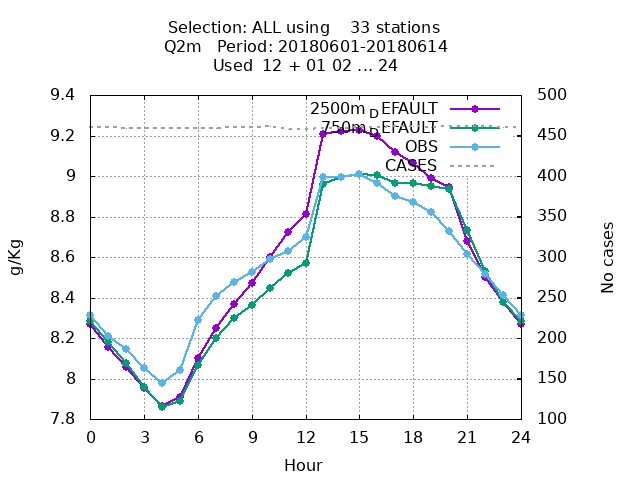 Selection: ALL using    33 stations
Q2m   Period: 20180601-20180614
Used  12 + 01 02 ... 24
9.4
9.2
9
8.8
8.6
8.4
8.2
8
7.8
g/Kg
2500m DEFAULT
750m DEFAULT
OBS
CASES
500
450
400
350
300
250
200
150
100
No cases
0 3 6 9 12 15 18 21 24
Hour